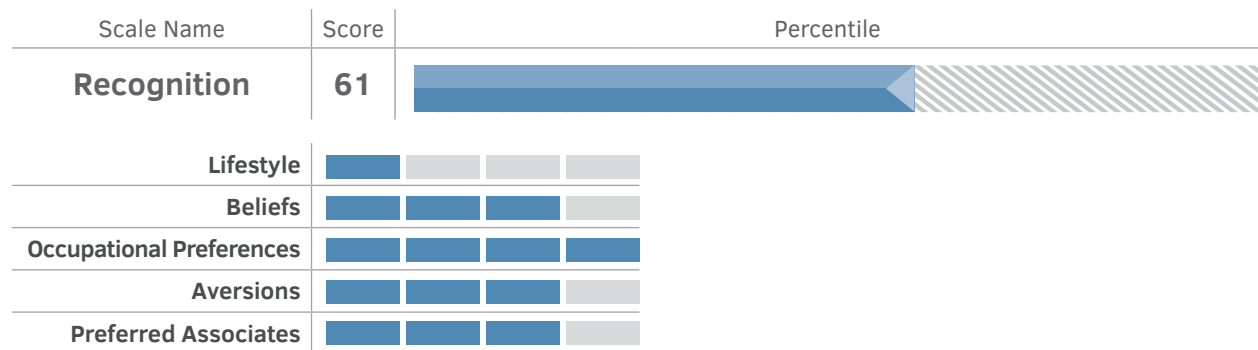 Scale Name Score Percentile
Recognition 61
Lifestyle
Beliefs
Occupational Preferences
Aversions
Preferred Associates